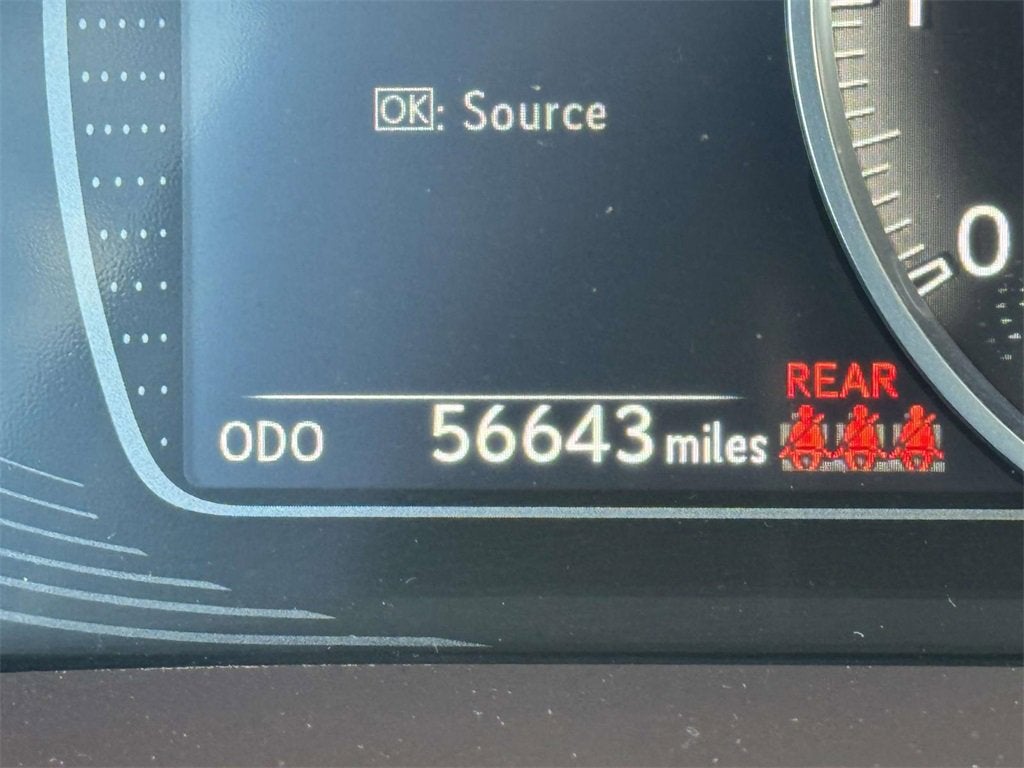 OK: Source
0
REAR
ODO 56643 miles